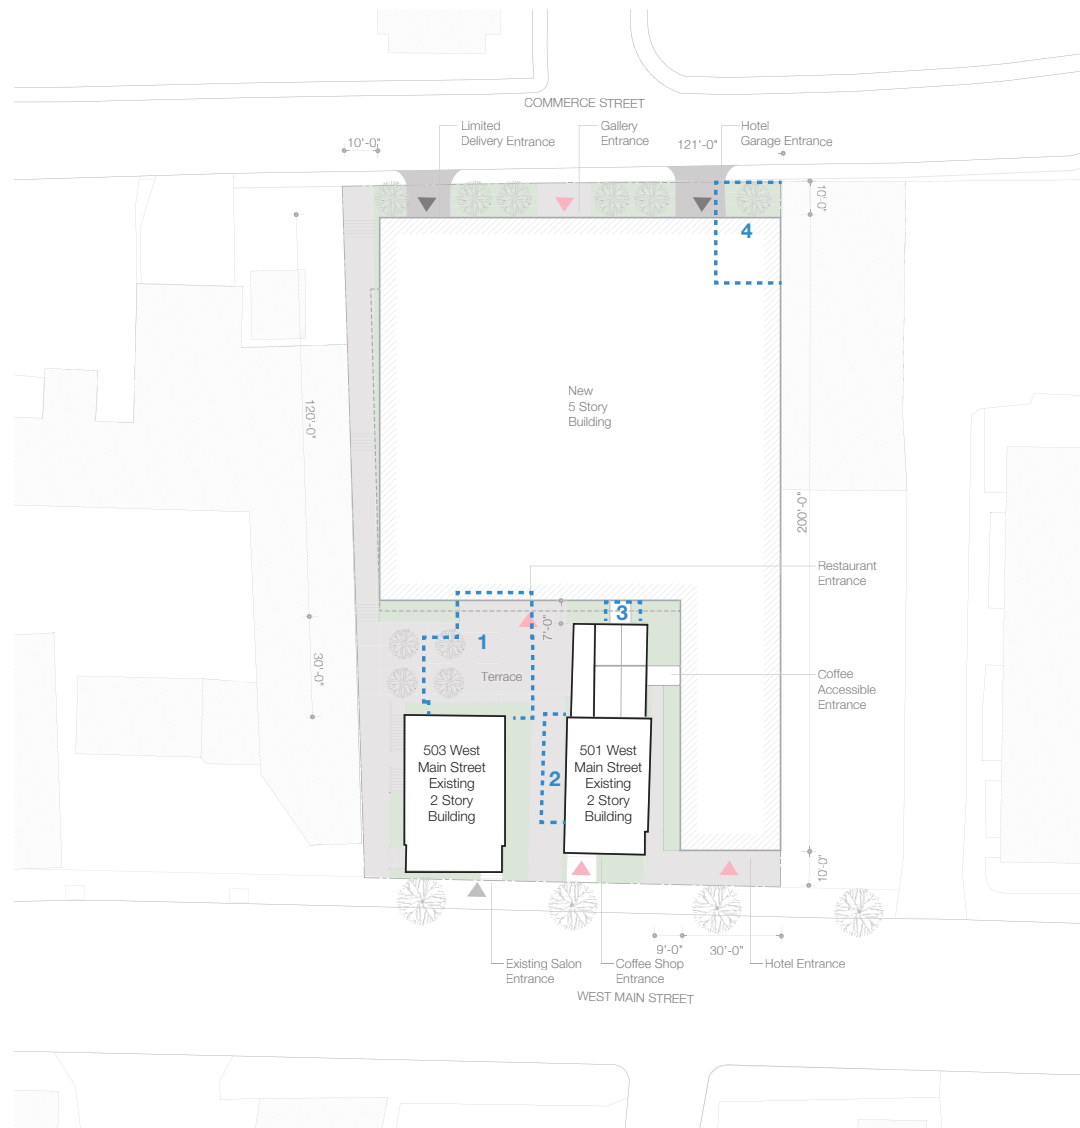 COMMERCE STREET
Limited
Delivery Entrance
Gallery
Entrance
Hotel
Garage Entrance
10'-0"
121'-0"
10'-0"
4
New
5 Story
Building
120'-0"
200'-0"
Restaurant
Entrance
3
1
7'-0"
30'-0"
Terrace
Coffee
Accessible
Entrance
503 West
Main Street
Existing
2 Story
Building
2
501 West
Main Street
Existing
2 Story
Building
10'-0"
9'-0"
30'-0"
Existing Salon
Entrance
Coffee Shop
Entrance
Hotel Entrance
WEST MAIN STREET